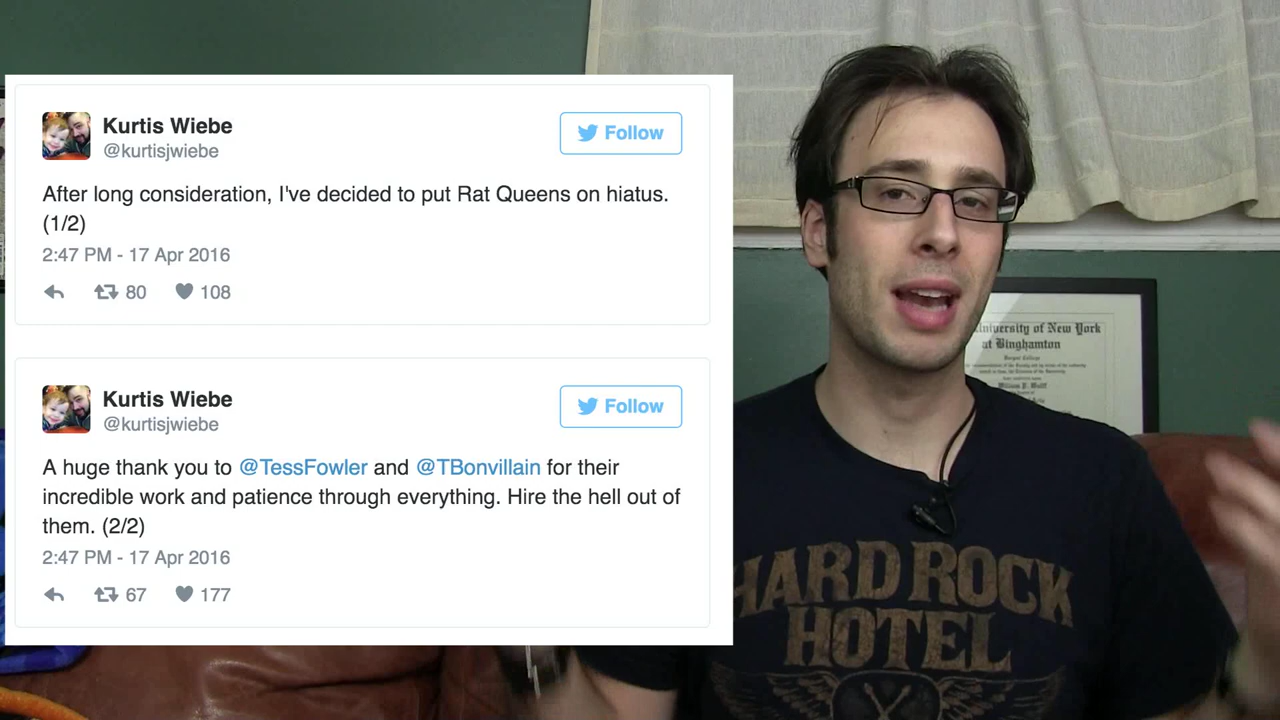 Kurtis Wiebe
@kurtisjwiebe
Follow
After long consideration, I've decided to put Rat Queens on hiatus.
(1/2)
2:47 PM - 17 Apr 2016
80 108
Kurtis Wiebe
@kurtisjwiebe
Follow
A huge thank you to @TessFowler and @TBonvillain for their
incredible work and patience through everything. Hire the hell out of
them. (2/2)
2:47 PM - 17 Apr 2016
67 177
University of New York
at Binghamton
HARD ROCK
HOTEL